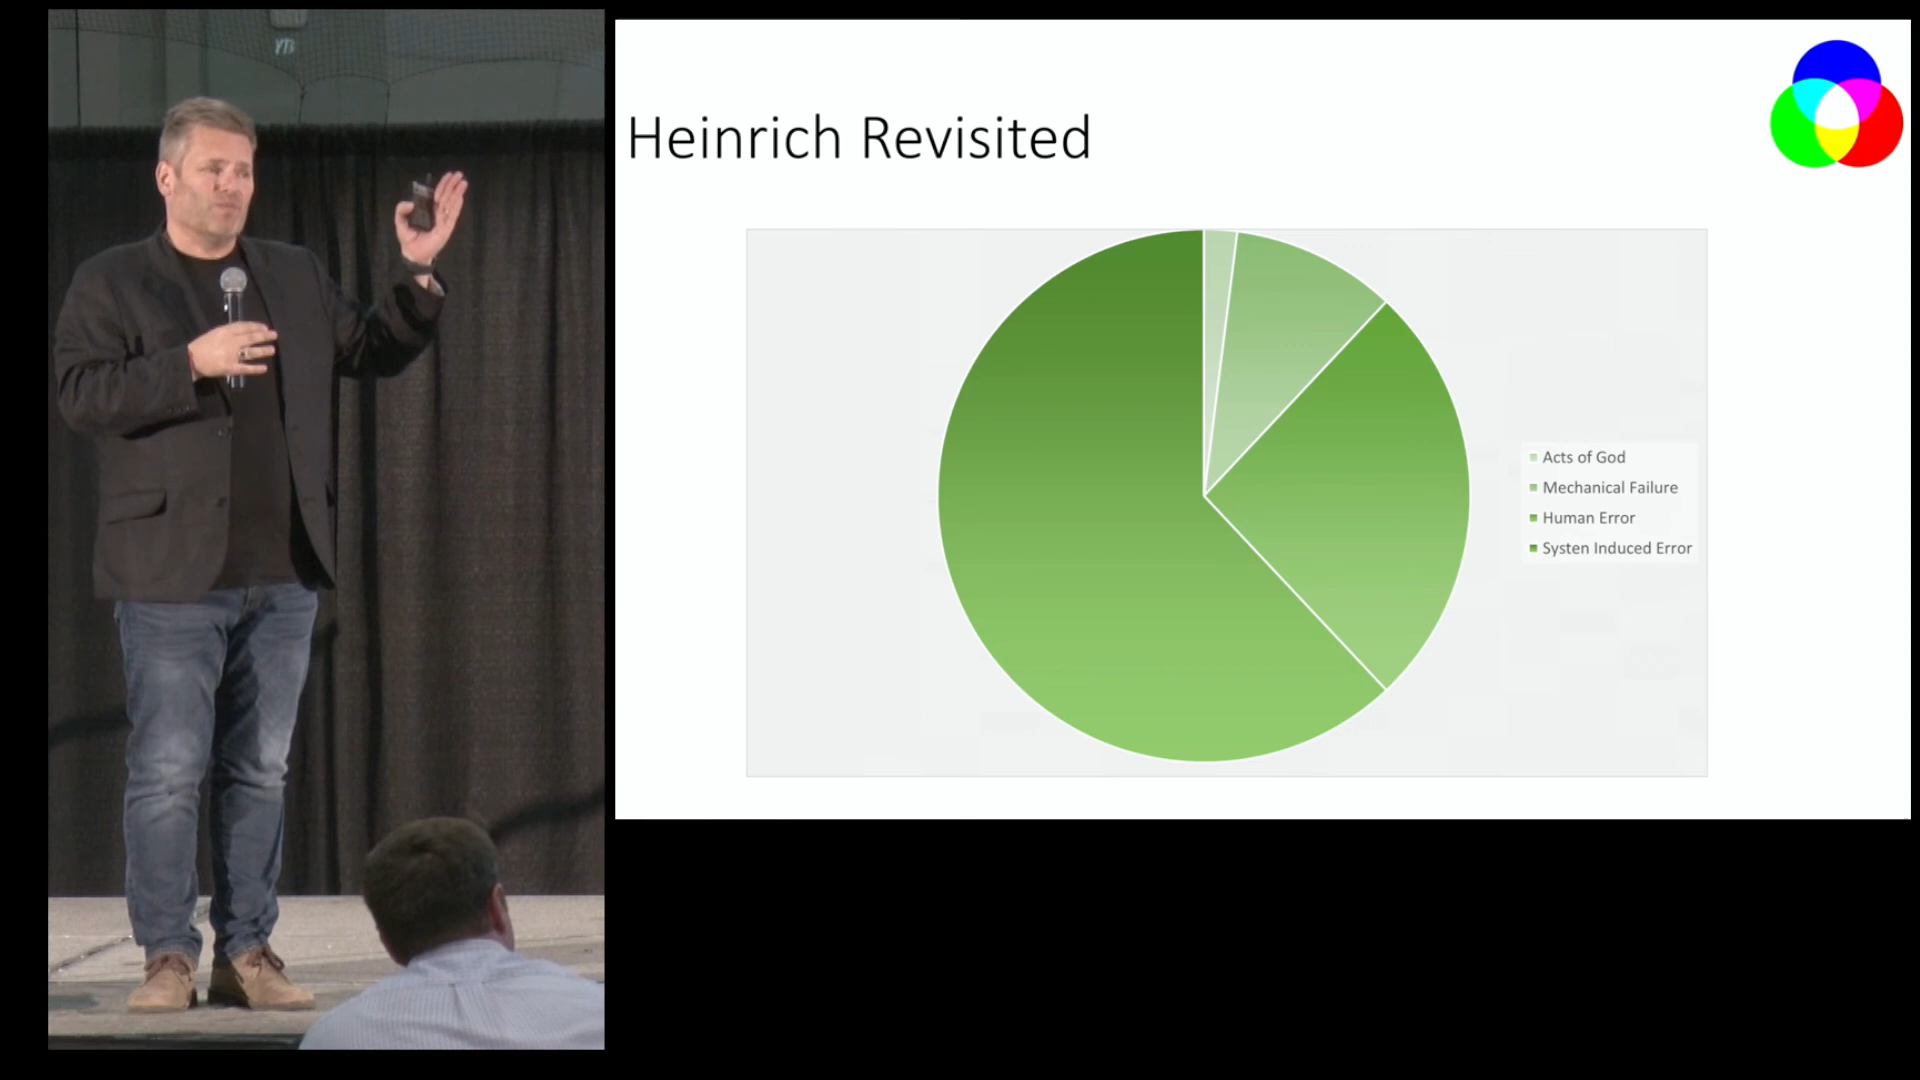 Heinrich Revisited
Acts of God
Mechanical Failure
Human Error
Systen Induced Error